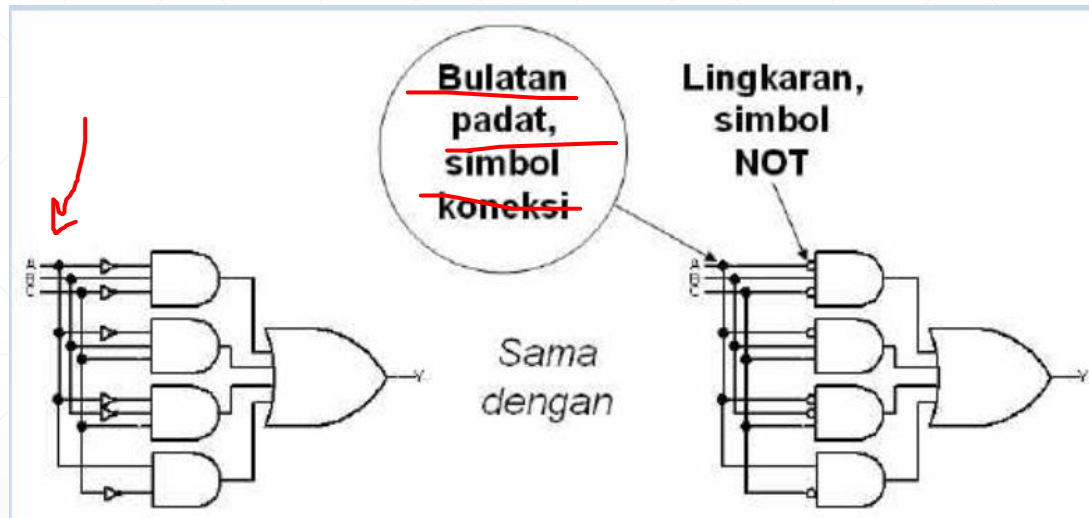 Bulatan
padat,
simbol
koneksi
Lingkaran,
simbol
NOT
A
B
C
Y
Sama
dengan
A
B
C
Y